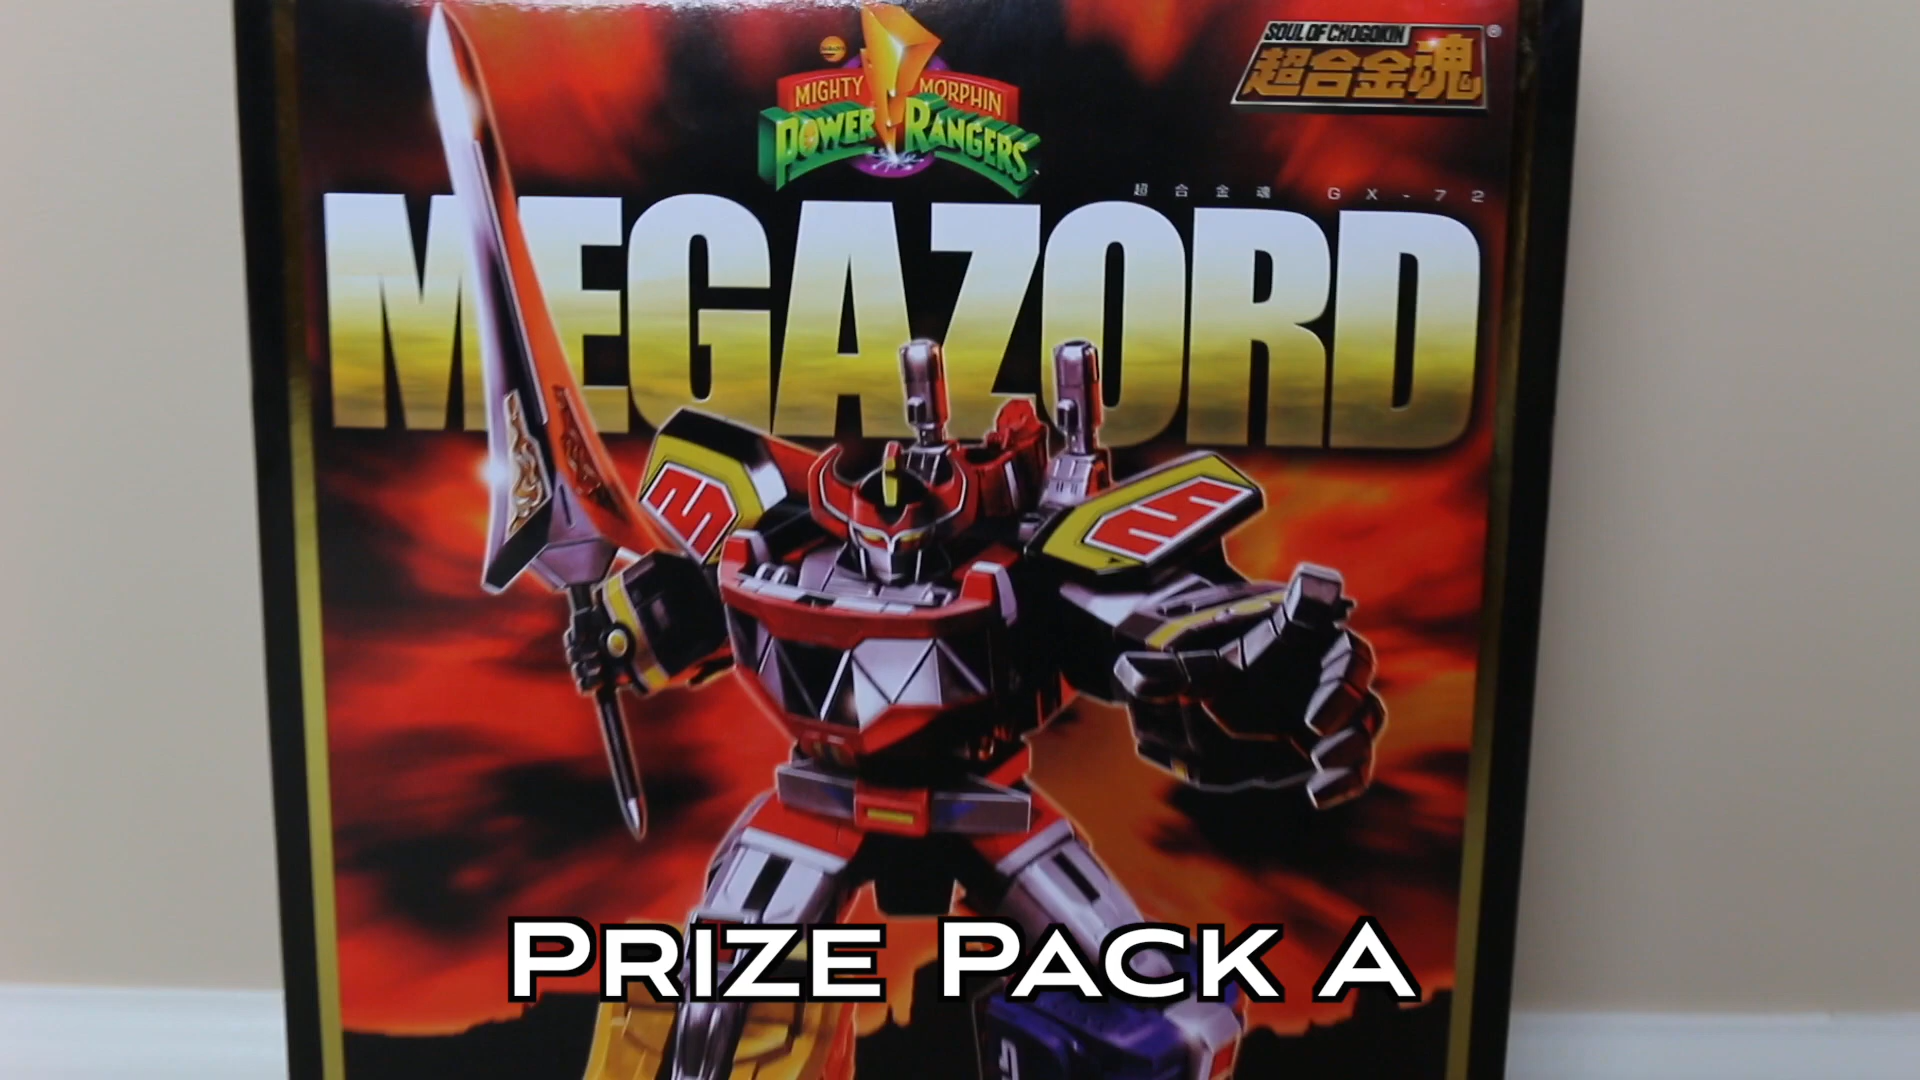 SOUL OF CHOGOKIN
超合金魂
®
MIGHTY MORPHIN
POWER RANGERS
超合金魂 GX-72
MEGAZORD
PRIZE PACK A